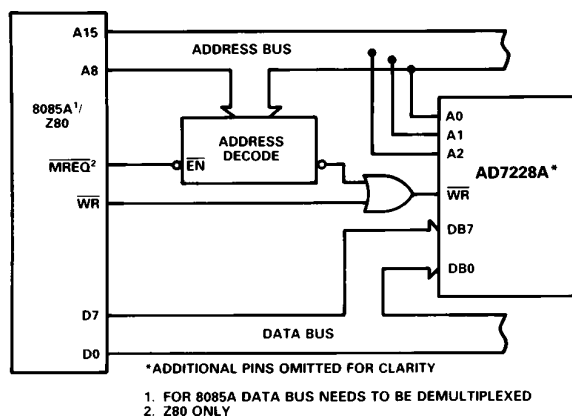 A15
ADDRESS BUS
A8
8085A¹/
Z80
ADDRESS
DECODE
A0
A1
A2
AD7228A*
MREQ²
EN
WR
WR
DB7
DB0
D7
DATA BUS
D0
*ADDITIONAL PINS OMITTED FOR CLARITY
1. FOR 8085A DATA BUS NEEDS TO BE DEMULTIPLEXED
2. Z80 ONLY